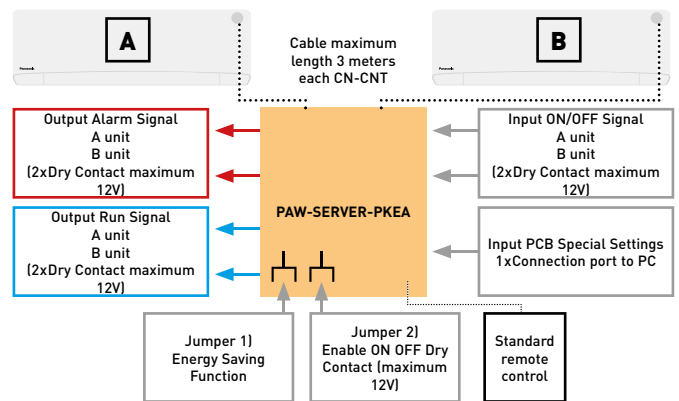 A
B
Panasonic
Panasonic
Cable maximum
length 3 meters
each CN-CNT
Output Alarm Signal
A unit
B unit
(2xDry Contact maximum
12V)
Output Run Signal
A unit
B unit
(2xDry Contact maximum
12V)
PAW-SERVER-PKEA
Input ON/OFF Signal
A unit
B unit
(2xDry Contact maximum
12V)
Input PCB Special Settings
1xConnection port to PC
Jumper 1)
Energy Saving
Function
Jumper 2)
Enable ON OFF Dry
Contact (maximum
12V)
Standard
remote
control